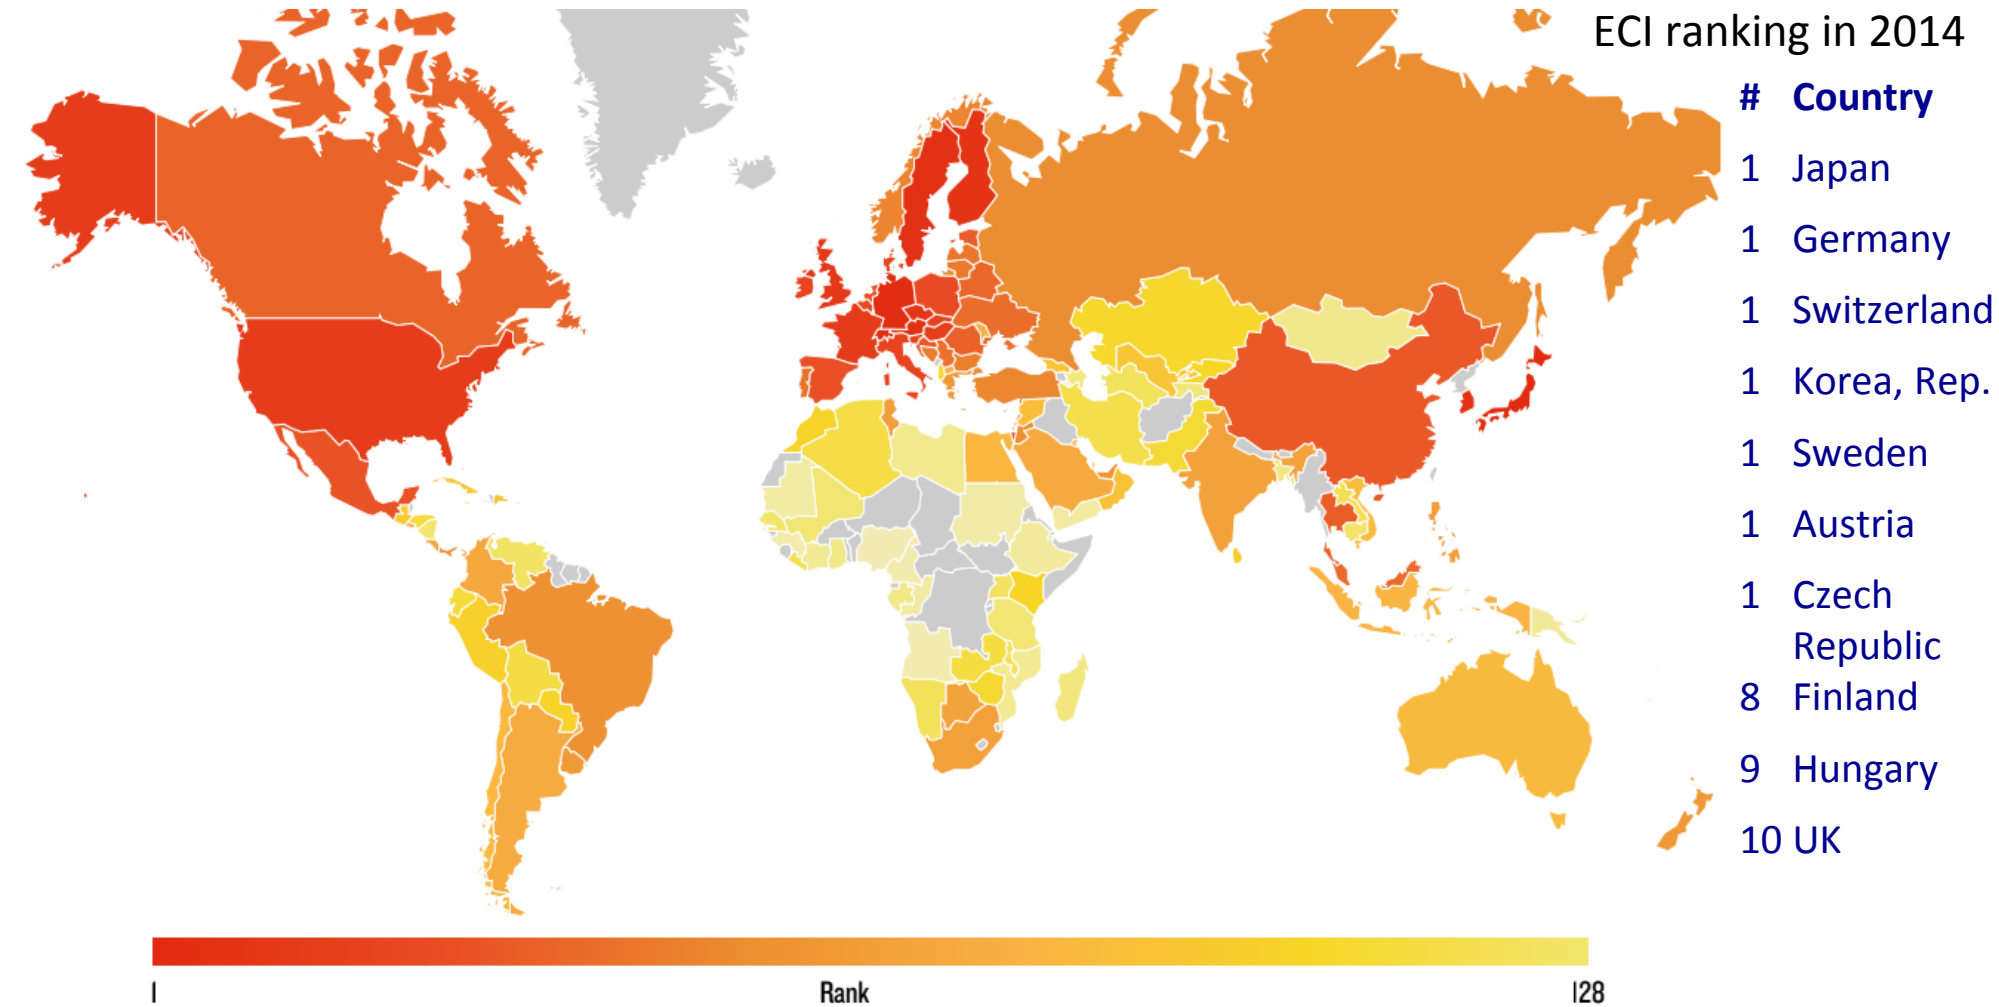 ECI ranking in 2014
# Country
1 Japan
1 Germany
1 Switzerland
1 Korea, Rep.
1 Sweden
1 Austria
1 Czech
Republic
8 Finland
9 Hungary
10 UK
1 Rank 128